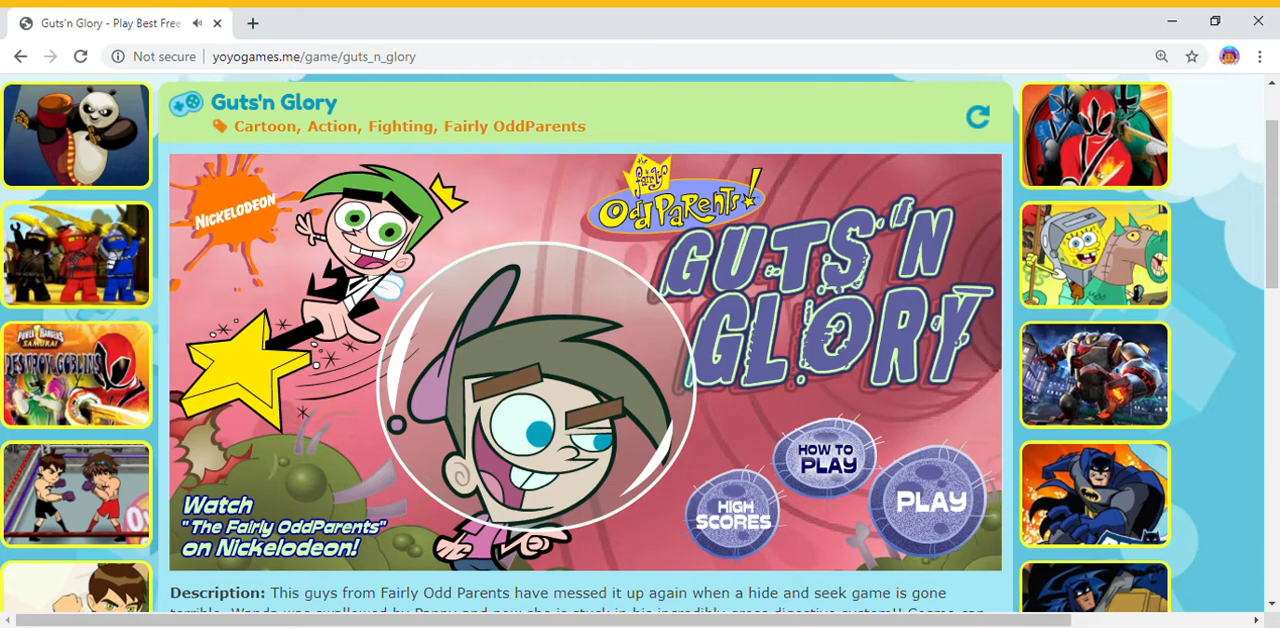 Guts'n Glory - Play Best Free
Not secure
yoyogames.me/game/guts_n_glory
Guts'n Glory
Cartoon, Action, Fighting, Fairly OddParents
NICKELODEON
the fairly
OddParents!
GUTS 'N
GLORY
POWER RANGERS
SAMURAI
DESTROY GOBLINS
HOW TO
PLAY
HIGH
SCORES
PLAY
Watch
"The Fairly OddParents"
on Nickelodeon!
Description: This guys from Fairly Odd Parents have messed it up again when a hide and seek game is gone